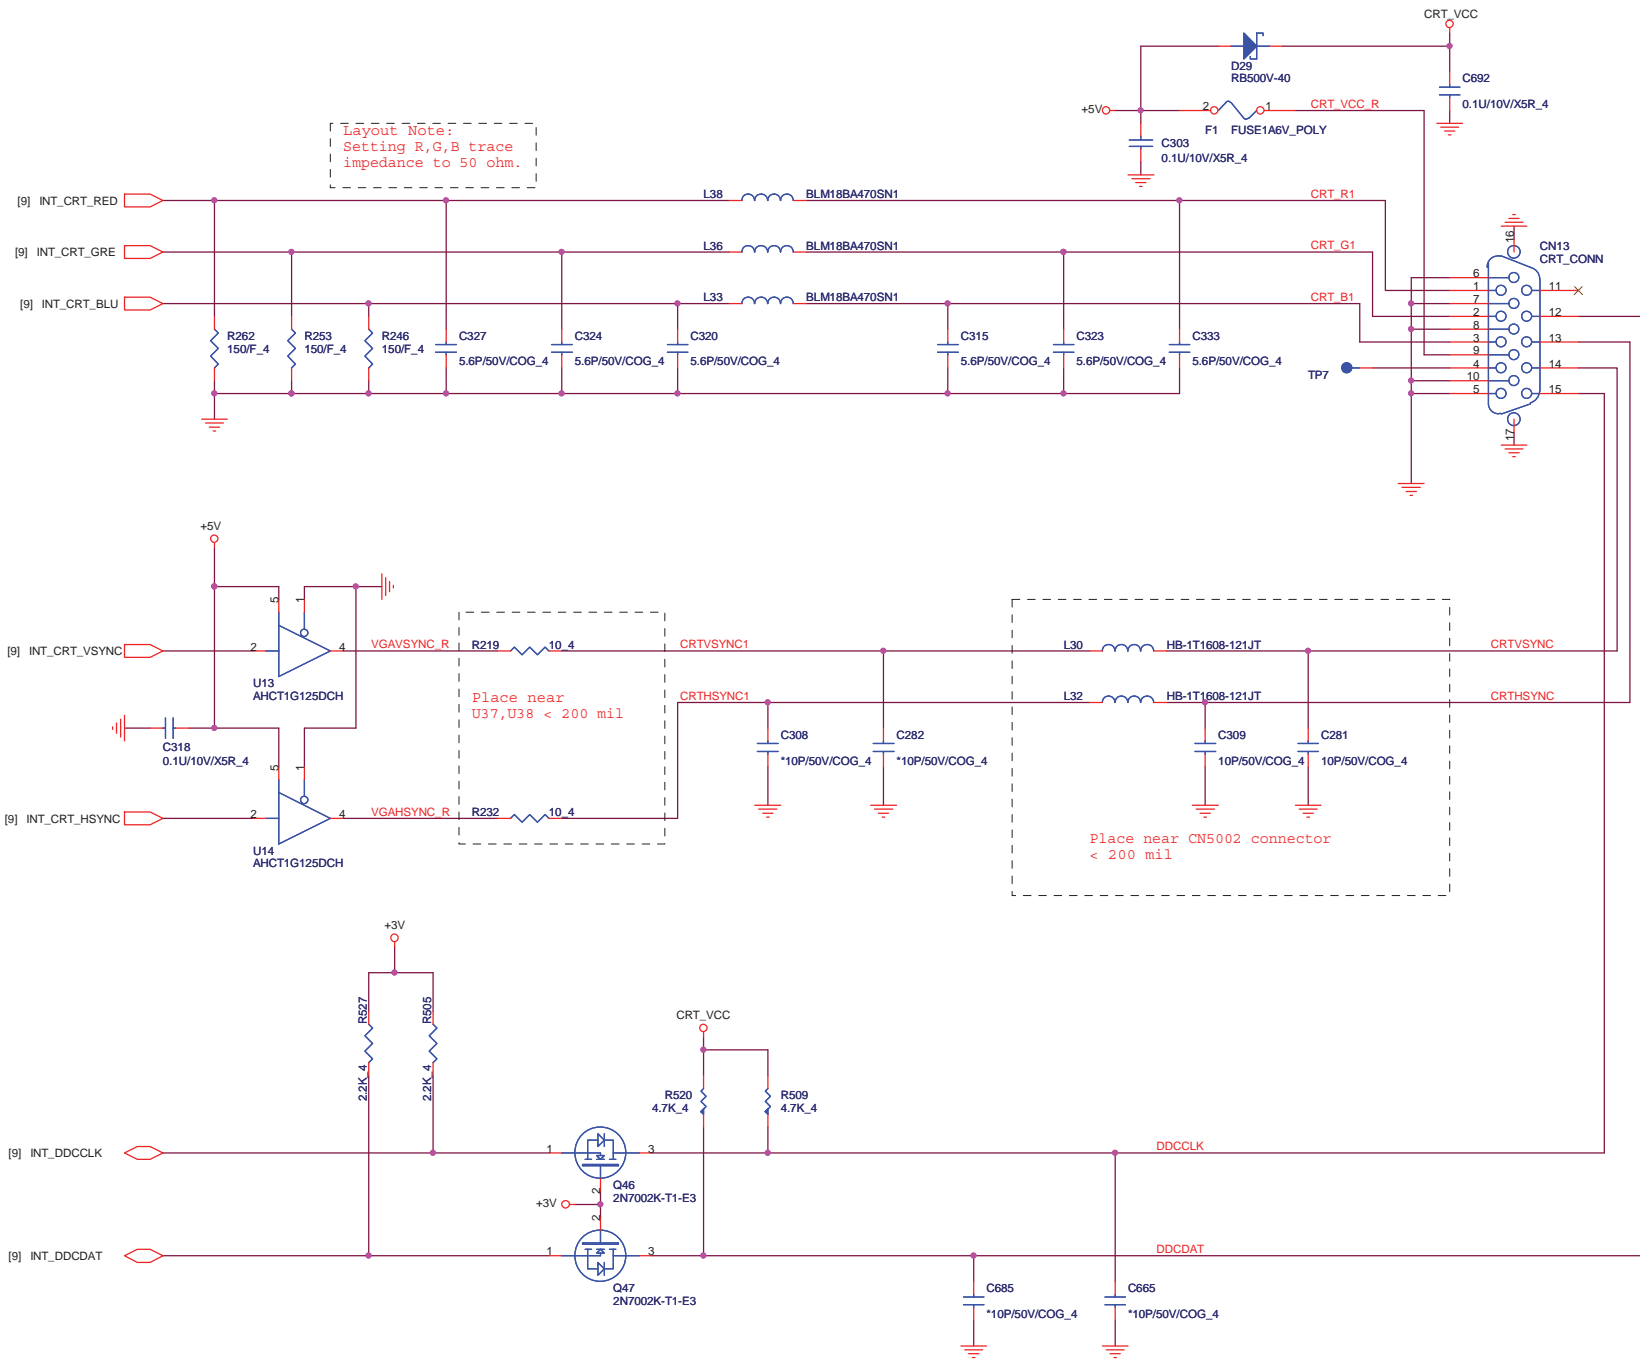 CRT_VCC
D29
RB500V-40
C692
0.1U/10V/X5R_4
+5V
2
1
CRT_VCC_R
F1 FUSE1A6V_POLY
C303
0.1U/10V/X5R_4
Layout Note:
Setting R,G,B trace
impedance to 50 ohm.
[9] INT_CRT_RED
L38
BLM18BA470SN1
CRT_R1
[9] INT_CRT_GRE
L36
BLM18BA470SN1
CRT_G1
[9] INT_CRT_BLU
L33
BLM18BA470SN1
CRT_B1
R262
150/F_4
R253
150/F_4
R246
150/F_4
C327
5.6P/50V/COG_4
C324
5.6P/50V/COG_4
C320
5.6P/50V/COG_4
C315
5.6P/50V/COG_4
C323
5.6P/50V/COG_4
C333
5.6P/50V/COG_4
TP7
16
CN13
CRT_CONN
6
1
7
2
8
3
9
4
10
5
11
12
13
14
15
17
+5V
5
1
[9] INT_CRT_VSYNC
2
4
U13
AHCT1G125DCH
VGAVSYNC_R
R219
10_4
CRTVSYNC1
L30
HB-1T1608-121JT
CRTVSYNC
Place near
U37,U38 < 200 mil
CRTHSYNC1
L32
HB-1T1608-121JT
CRTHSYNC
C318
0.1U/10V/X5R_4
C308
*10P/50V/COG_4
C282
*10P/50V/COG_4
C309
10P/50V/COG_4
C281
10P/50V/COG_4
5
1
[9] INT_CRT_HSYNC
2
4
U14
AHCT1G125DCH
VGAHSYNC_R
R232
10_4
Place near CN5002 connector
< 200 mil
+3V
R527
2.2K_4
R505
2.2K_4
CRT_VCC
R520
4.7K_4
R509
4.7K_4
[9] INT_DDCCLK
1
3
DDCCLK
Q46
2N7002K-T1-E3
2
+3V
2
[9] INT_DDCDAT
1
3
DDCDAT
Q47
2N7002K-T1-E3
C685
*10P/50V/COG_4
C665
*10P/50V/COG_4